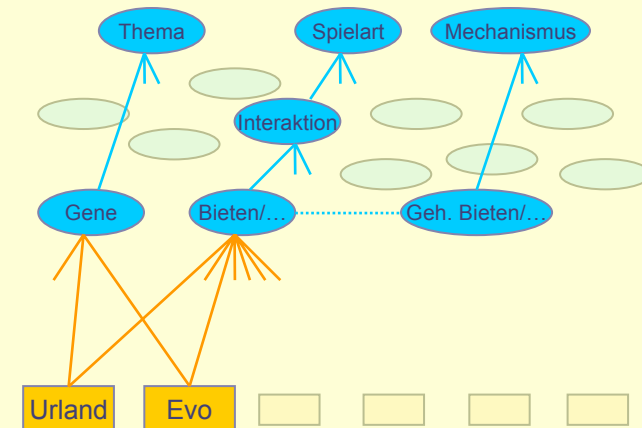 Thema
Spielart
Mechanismus
Interaktion
Gene
Bieten/…
Geh. Bieten/…
Urland
Evo